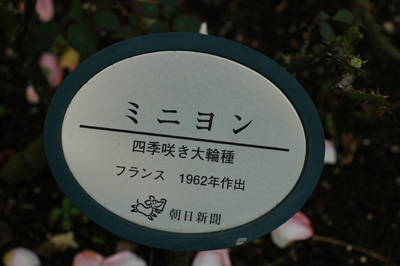 ミニヨン
四季咲き大輪種
フランス 1962年作出
朝日新聞